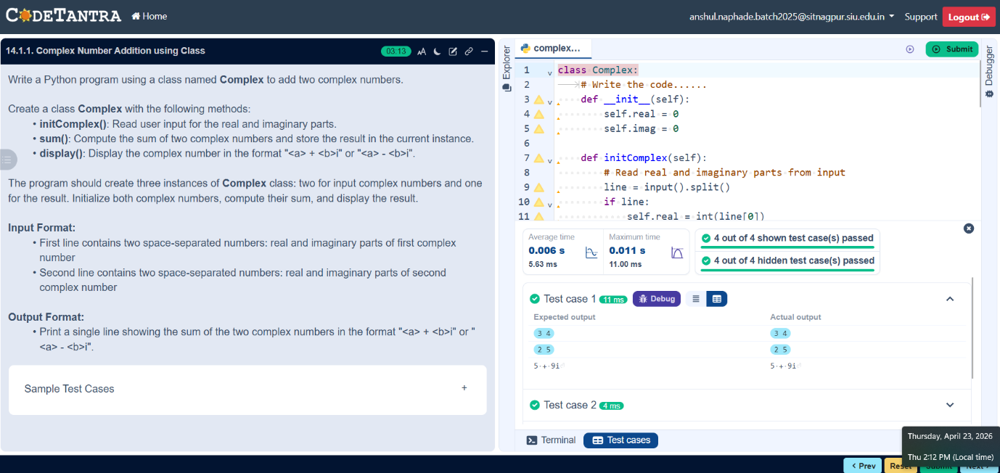 CODETANTRA Home anshul.naphade.batch2025@sitnagpur.siu.edu.in Support Logout
14.1.1. Complex Number Addition using Class 03:13
Write a Python program using a class named Complex to add two complex numbers.
Create a class Complex with the following methods:
• initComplex(): Read user input for the real and imaginary parts.
• sum(): Compute the sum of two complex numbers and store the result in the current instance.
• display(): Display the complex number in the format "<a> + <b>i" or "<a> - <b>i".
The program should create three instances of Complex class: two for input complex numbers and one
for the result. Initialize both complex numbers, compute their sum, and display the result.
Input Format:
• First line contains two space-separated numbers: real and imaginary parts of first complex
number
• Second line contains two space-separated numbers: real and imaginary parts of second
complex number
Output Format:
• Print a single line showing the sum of the two complex numbers in the format "<a> + <b>i" or "
<a> - <b>i".
Sample Test Cases +
Explorer
complex...
Submit
Debugger
1 class Complex:
2 # Write the code......
3 def __init__(self):
4 self.real = 0
5 self.imag = 0
6
7 def initComplex(self):
8 # Read real and imaginary parts from input
9 line = input().split()
10 if line:
11 self.real = int(line[0])
Average time Maximum time
0.006 s 0.011 s
5.63 ms 11.00 ms
4 out of 4 shown test case(s) passed
4 out of 4 hidden test case(s) passed
Test case 1 11 ms Debug
Expected output Actual output
3 4 3 4
2 5 2 5
5 + 9i 5 + 9i
Test case 2 4 ms
Terminal Test cases
Thursday, April 23, 2026
Thu 2:12 PM (Local time)
< Prev Reset Submit Next >